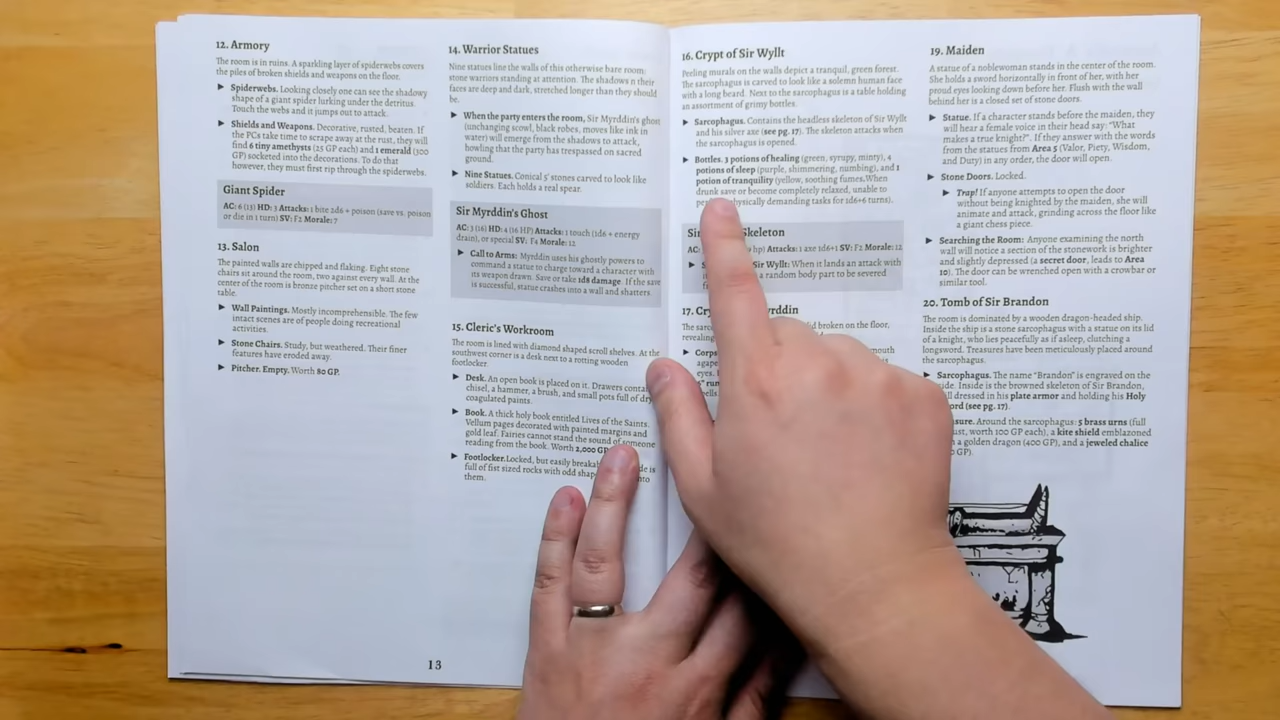 12. Armory
The room is in ruins. A sparkling layer of spiderwebs covers
the piles of broken shields and weapons on the floor.
Spiderwebs. Looking closely one can see the shadowy
shape of a giant spider lurking under the detritus.
Touch the webs and it jumps out to attack.
Shields and Weapons. Decorative, rusted, beaten. If
the PCs take time to scrape away at the rust, they will
find 6 tiny amethysts (25 GP each) and 1 emerald (300
GP) socketed into the decorations. To do that
however, they must first rip through the spiderwebs.
Giant Spider
AC: 6 (13) HD: 3 Attacks: 1 bite 2d6 + poison (save vs. poison
or die in 1 turn) SV: F2 Morale: 7
13. Salon
The painted walls are chipped and flaking. Eight stone
chairs sit around the room, two against every wall. At the
center of the room is bronze pitcher set on a short stone
table.
Wall Paintings. Mostly incomprehensible. The few
intact scenes are of people doing recreational
activities.
Stone Chairs. Study, but weathered. Their finer
features have eroded away.
Pitcher. Empty. Worth 80 GP.
13
14. Warrior Statues
Nine statues line the walls of this otherwise bare room:
stone warriors standing at attention. The shadows n their
faces are deep and dark, stretched longer than they should
be.
When the party enters the room, Sir Myrddin's ghost
(unchanging scowl, black robes, moves like ink in
water) will emerge from the shadows to attack,
howling that the party has trespassed on sacred
ground.
Nine Statues. Conical 5' stones carved to look like
soldiers. Each holds a real spear.
Sir Myrddin's Ghost
AC: 3 (16) HD: 4 (16 HP) Attacks: 1 touch (1d6 + energy
drain), or special SV: F4 Morale: 12
Call to Arms: Myrddin uses his ghostly powers to
command a statue to charge toward a character with
its weapon drawn. Save or take 1d8 damage. If the save
is successful, statue crashes into a wall and shatters.
15. Cleric's Workroom
The room is lined with diamond shaped scroll shelves. At the
southwest corner is a desk next to a rotting wooden
footlocker.
Desk. An open book is placed on it. Drawers
chisel, a hammer, a brush, and small pots full of dry
coagulated paints.
Book. A thick holy book entitled Lives of the Saints.
Vellum pages decorated with painted margins and
gold leaf. Fairies cannot stand the sound of someone
reading from the book. Worth 2,000
Footlocker. Locked, but easily is
full of fist sized rocks with odd
them.
16. Crypt of Sir Wyllt
Peeling murals on the walls depict a tranquil, green forest.
The sarcophagus is carved to look like a solemn human face
with a long beard. Next to the sarcophagus is a table holding
an assortment of grimy bottles.
Sarcophagus. Contains the headless skeleton of Sir Wyllt
and his silver axe (see pg. 17). The skeleton attacks when
the sarcophagus is opened.
Bottles. 3 potions of healing (green, syrupy, minty), 4
potions of sleep (purple, shimmering, numbing), and 1
potion of tranquility (yellow, soothing fumes.When
drunk save or become completely relaxed, unable to
physically demanding tasks for 1d6+6 turns).
Skeleton
AC: hp) Attacks: 1 axe 1d6+1 SV: F2 Morale: 12
Sir Wyllt: When it lands an attack with
a random body part to be severed
17.
The broken on the floor,
19. Maiden
A statue of a noblewoman stands in the center of the room.
She holds a sword horizontally in front of her, with her
proud eyes looking down before her. Flush with the wall
behind her is a closed set of stone doors.
Statue. If a character stands before the maiden, they
will hear a female voice in their head say: "What
makes a true knight?". If they answer with the words
from the statues from Area 5 (Valor, Piety, Wisdom,
and Duty) in any order, the door will open.
Stone Doors. Locked.
Trap! If anyone attempts to open the door
without being knighted by the maiden, she will
animate and attack, grinding across the floor like
a giant chess piece.
Searching the Room: Anyone examining the north
wall will notice a section of the stonework is brighter
and slightly depressed (a secret door, leads to Area
10). The door can be wrenched open with a crowbar or
similar tool.
20. Tomb of Sir Brandon
The room is dominated by a wooden dragon-headed ship.
Inside the ship is a stone sarcophagus with a statue on its lid
of a knight, who lies peacefully as if asleep, clutching a
longsword. Treasures have been meticulously placed around
the sarcophagus.
Sarcophagus. The name "Brandon" is engraved on the
Inside is the browned skeleton of Sir Brandon,
dressed in his plate armor and holding his Holy
(see pg. 17).
Around the sarcophagus: 5 brass urns (full
worth 100 GP each), a kite shield emblazoned
a golden dragon (400 GP), and a jeweled chalice
GP).